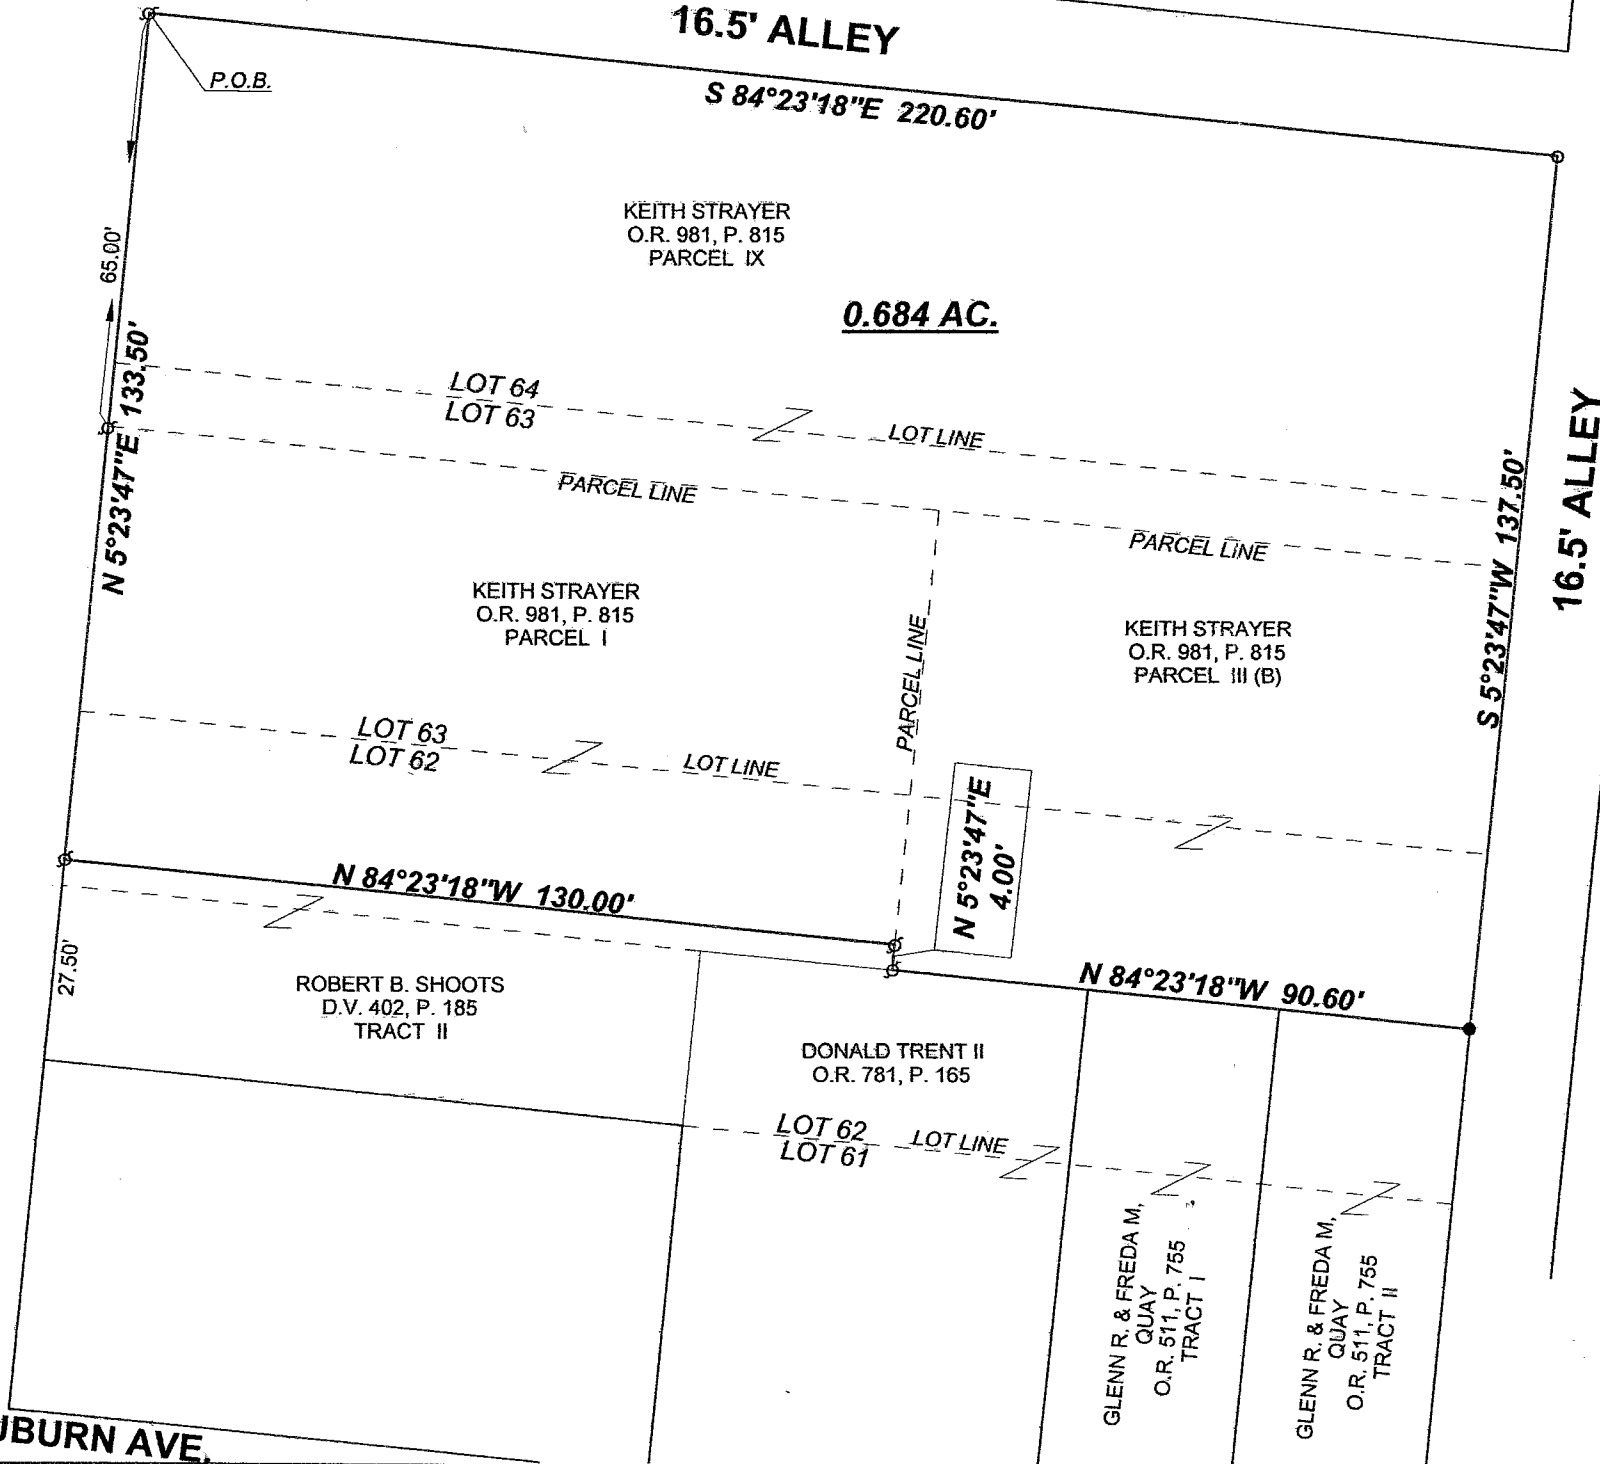 16.5' ALLEY
P.O.B.
S 84°23'18"E 220.60'
KEITH STRAYER
O.R. 981, P. 815
PARCEL IX
65.00'
0.684 AC.
N 5°23'47"E 133.50'
LOT 64
LOT 63
LOT LINE
PARCEL LINE
PARCEL LINE
S 5°23'47"W 137.50'
16.5' ALLEY
KEITH STRAYER
O.R. 981, P. 815
PARCEL I
PARCEL LINE
KEITH STRAYER
O.R. 981, P. 815
PARCEL III (B)
LOT 63
LOT 62
LOT LINE
N 5°23'47"E
4.00'
N 84°23'18"W 130.00'
27.50'
ROBERT B. SHOOTS
D.V. 402, P. 185
TRACT II
N 84°23'18"W 90.60'
DONALD TRENT II
O.R. 781, P. 165
LOT 62
LOT 61
LOT LINE
GLENN R. & FREDA M,
QUAY
O.R. 511, P. 755
TRACT I
GLENN R. & FREDA M,
QUAY
O.R. 511, P. 755
TRACT II
UBURN AVE.